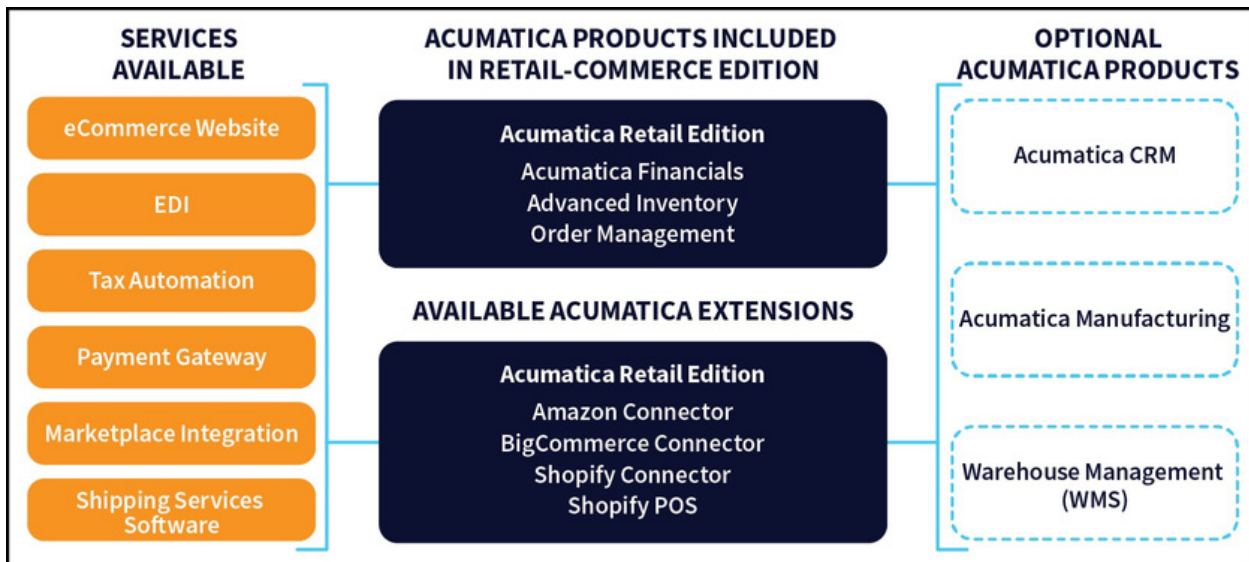 SERVICES
AVAILABLE
eCommerce Website
EDI
Tax Automation
Payment Gateway
Marketplace Integration
Shipping Services
Software
ACUMATICA PRODUCTS INCLUDED
IN RETAIL-COMMERCE EDITION
Acumatica Retail Edition
Acumatica Financials
Advanced Inventory
Order Management
AVAILABLE ACUMATICA EXTENSIONS
Acumatica Retail Edition
Amazon Connector
BigCommerce Connector
Shopify Connector
Shopify POS
OPTIONAL
ACUMATICA PRODUCTS
Acumatica CRM
Acumatica Manufacturing
Warehouse Management
(WMS)